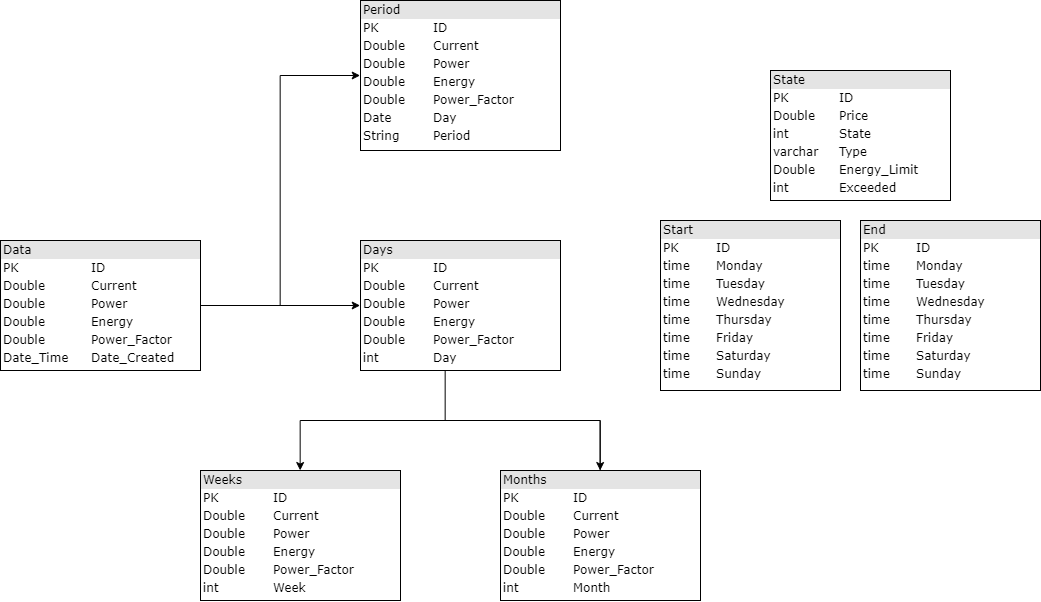 Period
PK ID
Double Current
Double Power
Double Energy
Double Power_Factor
Date Day
String Period
State
PK ID
Double Price
int State
varchar Type
Double Energy_Limit
int Exceeded
Data
PK ID
Double Current
Double Power
Double Energy
Double Power_Factor
Date_Time Date_Created
Days
PK ID
Double Current
Double Power
Double Energy
Double Power_Factor
int Day
Start
PK ID
time Monday
time Tuesday
time Wednesday
time Thursday
time Friday
time Saturday
time Sunday
End
PK ID
time Monday
time Tuesday
time Wednesday
time Thursday
time Friday
time Saturday
time Sunday
Weeks
PK ID
Double Current
Double Power
Double Energy
Double Power_Factor
int Week
Months
PK ID
Double Current
Double Power
Double Energy
Double Power_Factor
int Month